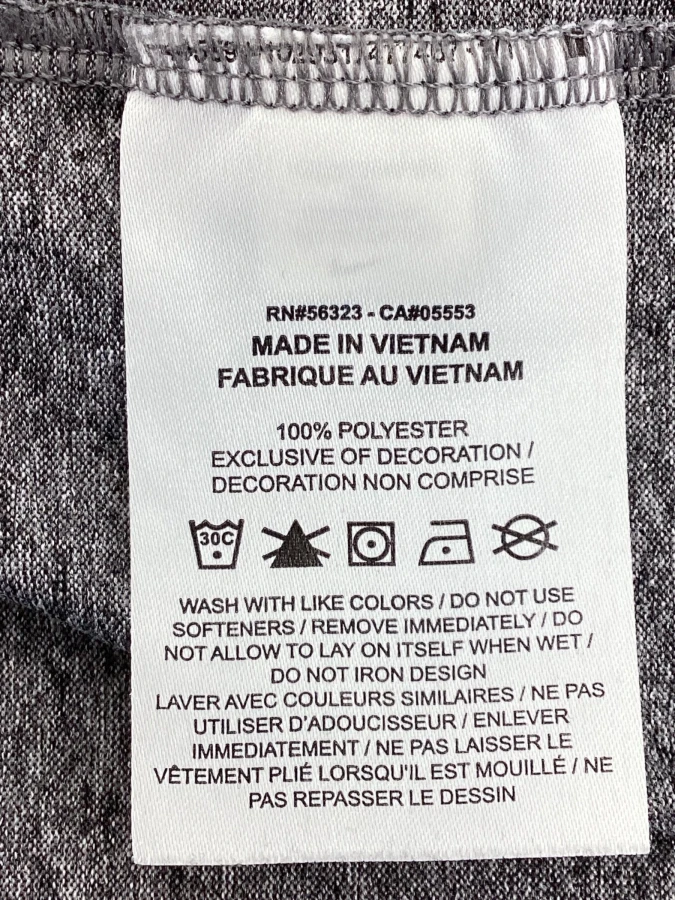 RN#56323 - CA#05553
MADE IN VIETNAM
FABRIQUE AU VIETNAM
100% POLYESTER
EXCLUSIVE OF DECORATION /
DECORATION NON COMPRISE
30C
WASH WITH LIKE COLORS / DO NOT USE
SOFTENERS / REMOVE IMMEDIATELY / DO
NOT ALLOW TO LAY ON ITSELF WHEN WET /
DO NOT IRON DESIGN
LAVER AVEC COULEURS SIMILAIRES / NE PAS
UTILISER D'ADOUCISSEUR / ENLEVER
IMMEDIATEMENT / NE PAS LAISSER LE
VÊTEMENT PLIÉ LORSQU'IL EST MOUILLÉ / NE
PAS REPASSER LE DESSIN